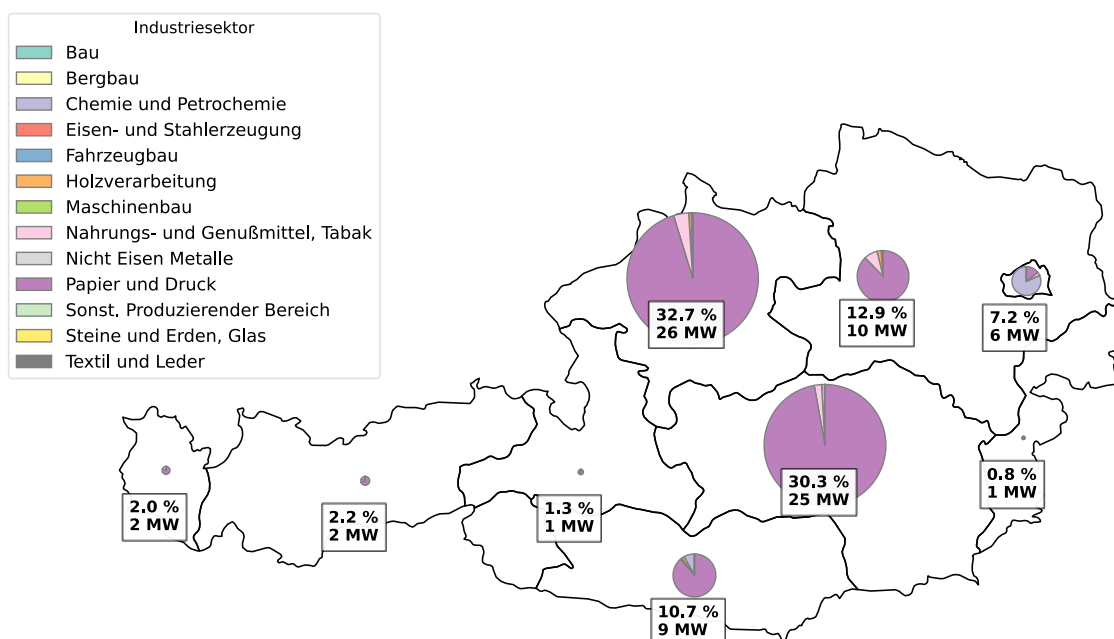 Industriesektor
Bau
Bergbau
Chemie und Petrochemie
Eisen- und Stahlerzeugung
Fahrzeugbau
Holzverarbeitung
Maschinenbau
Nahrungs- und Genußmittel, Tabak
Nicht Eisen Metalle
Papier und Druck
Sonst. Produzierender Bereich
Steine und Erden, Glas
Textil und Leder
32.7 %
26 MW
12.9 %
10 MW
7.2 %
6 MW
30.3 %
25 MW
0.8 %
1 MW
2.0 %
2 MW
2.2 %
2 MW
1.3 %
1 MW
10.7 %
9 MW